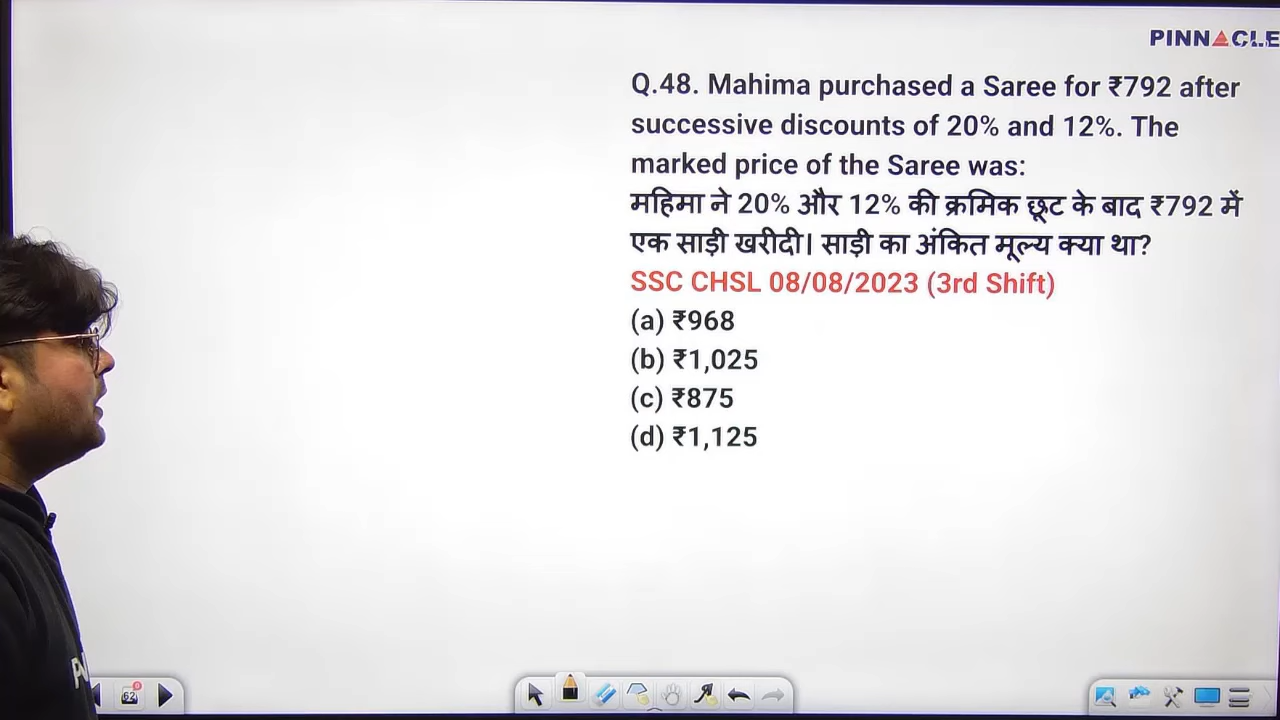 PINNACLE
Q.48. Mahima purchased a Saree for ₹792 after
successive discounts of 20% and 12%. The
marked price of the Saree was:
महिमा ने 20% और 12% की क्रमिक छूट के बाद ₹792 में
एक साड़ी खरीदी। साड़ी का अंकित मूल्य क्या था?
SSC CHSL 08/08/2023 (3rd Shift)
(a) ₹968
(b) ₹1,025
(c) ₹875
(d) ₹1,125
62